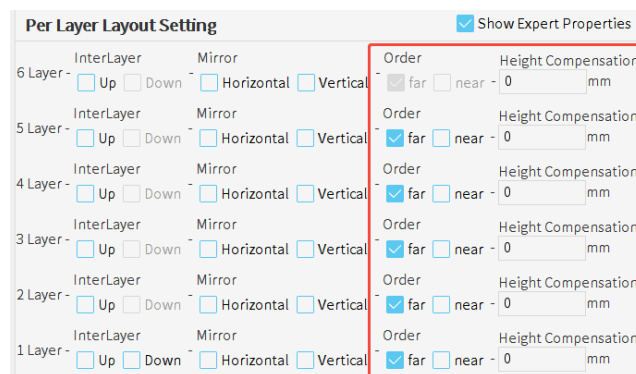 Per Layer Layout Setting Show Expert Properties
InterLayer Mirror Order Height Compensation
6 Layer - Up Down - Horizontal Vertical - far near - 0 mm
InterLayer Mirror Order Height Compensation
5 Layer - Up Down - Horizontal Vertical - far near - 0 mm
InterLayer Mirror Order Height Compensation
4 Layer - Up Down - Horizontal Vertical - far near - 0 mm
InterLayer Mirror Order Height Compensation
3 Layer - Up Down - Horizontal Vertical - far near - 0 mm
InterLayer Mirror Order Height Compensation
2 Layer - Up Down - Horizontal Vertical - far near - 0 mm
InterLayer Mirror Order Height Compensation
1 Layer - Up Down - Horizontal Vertical - far near - 0 mm